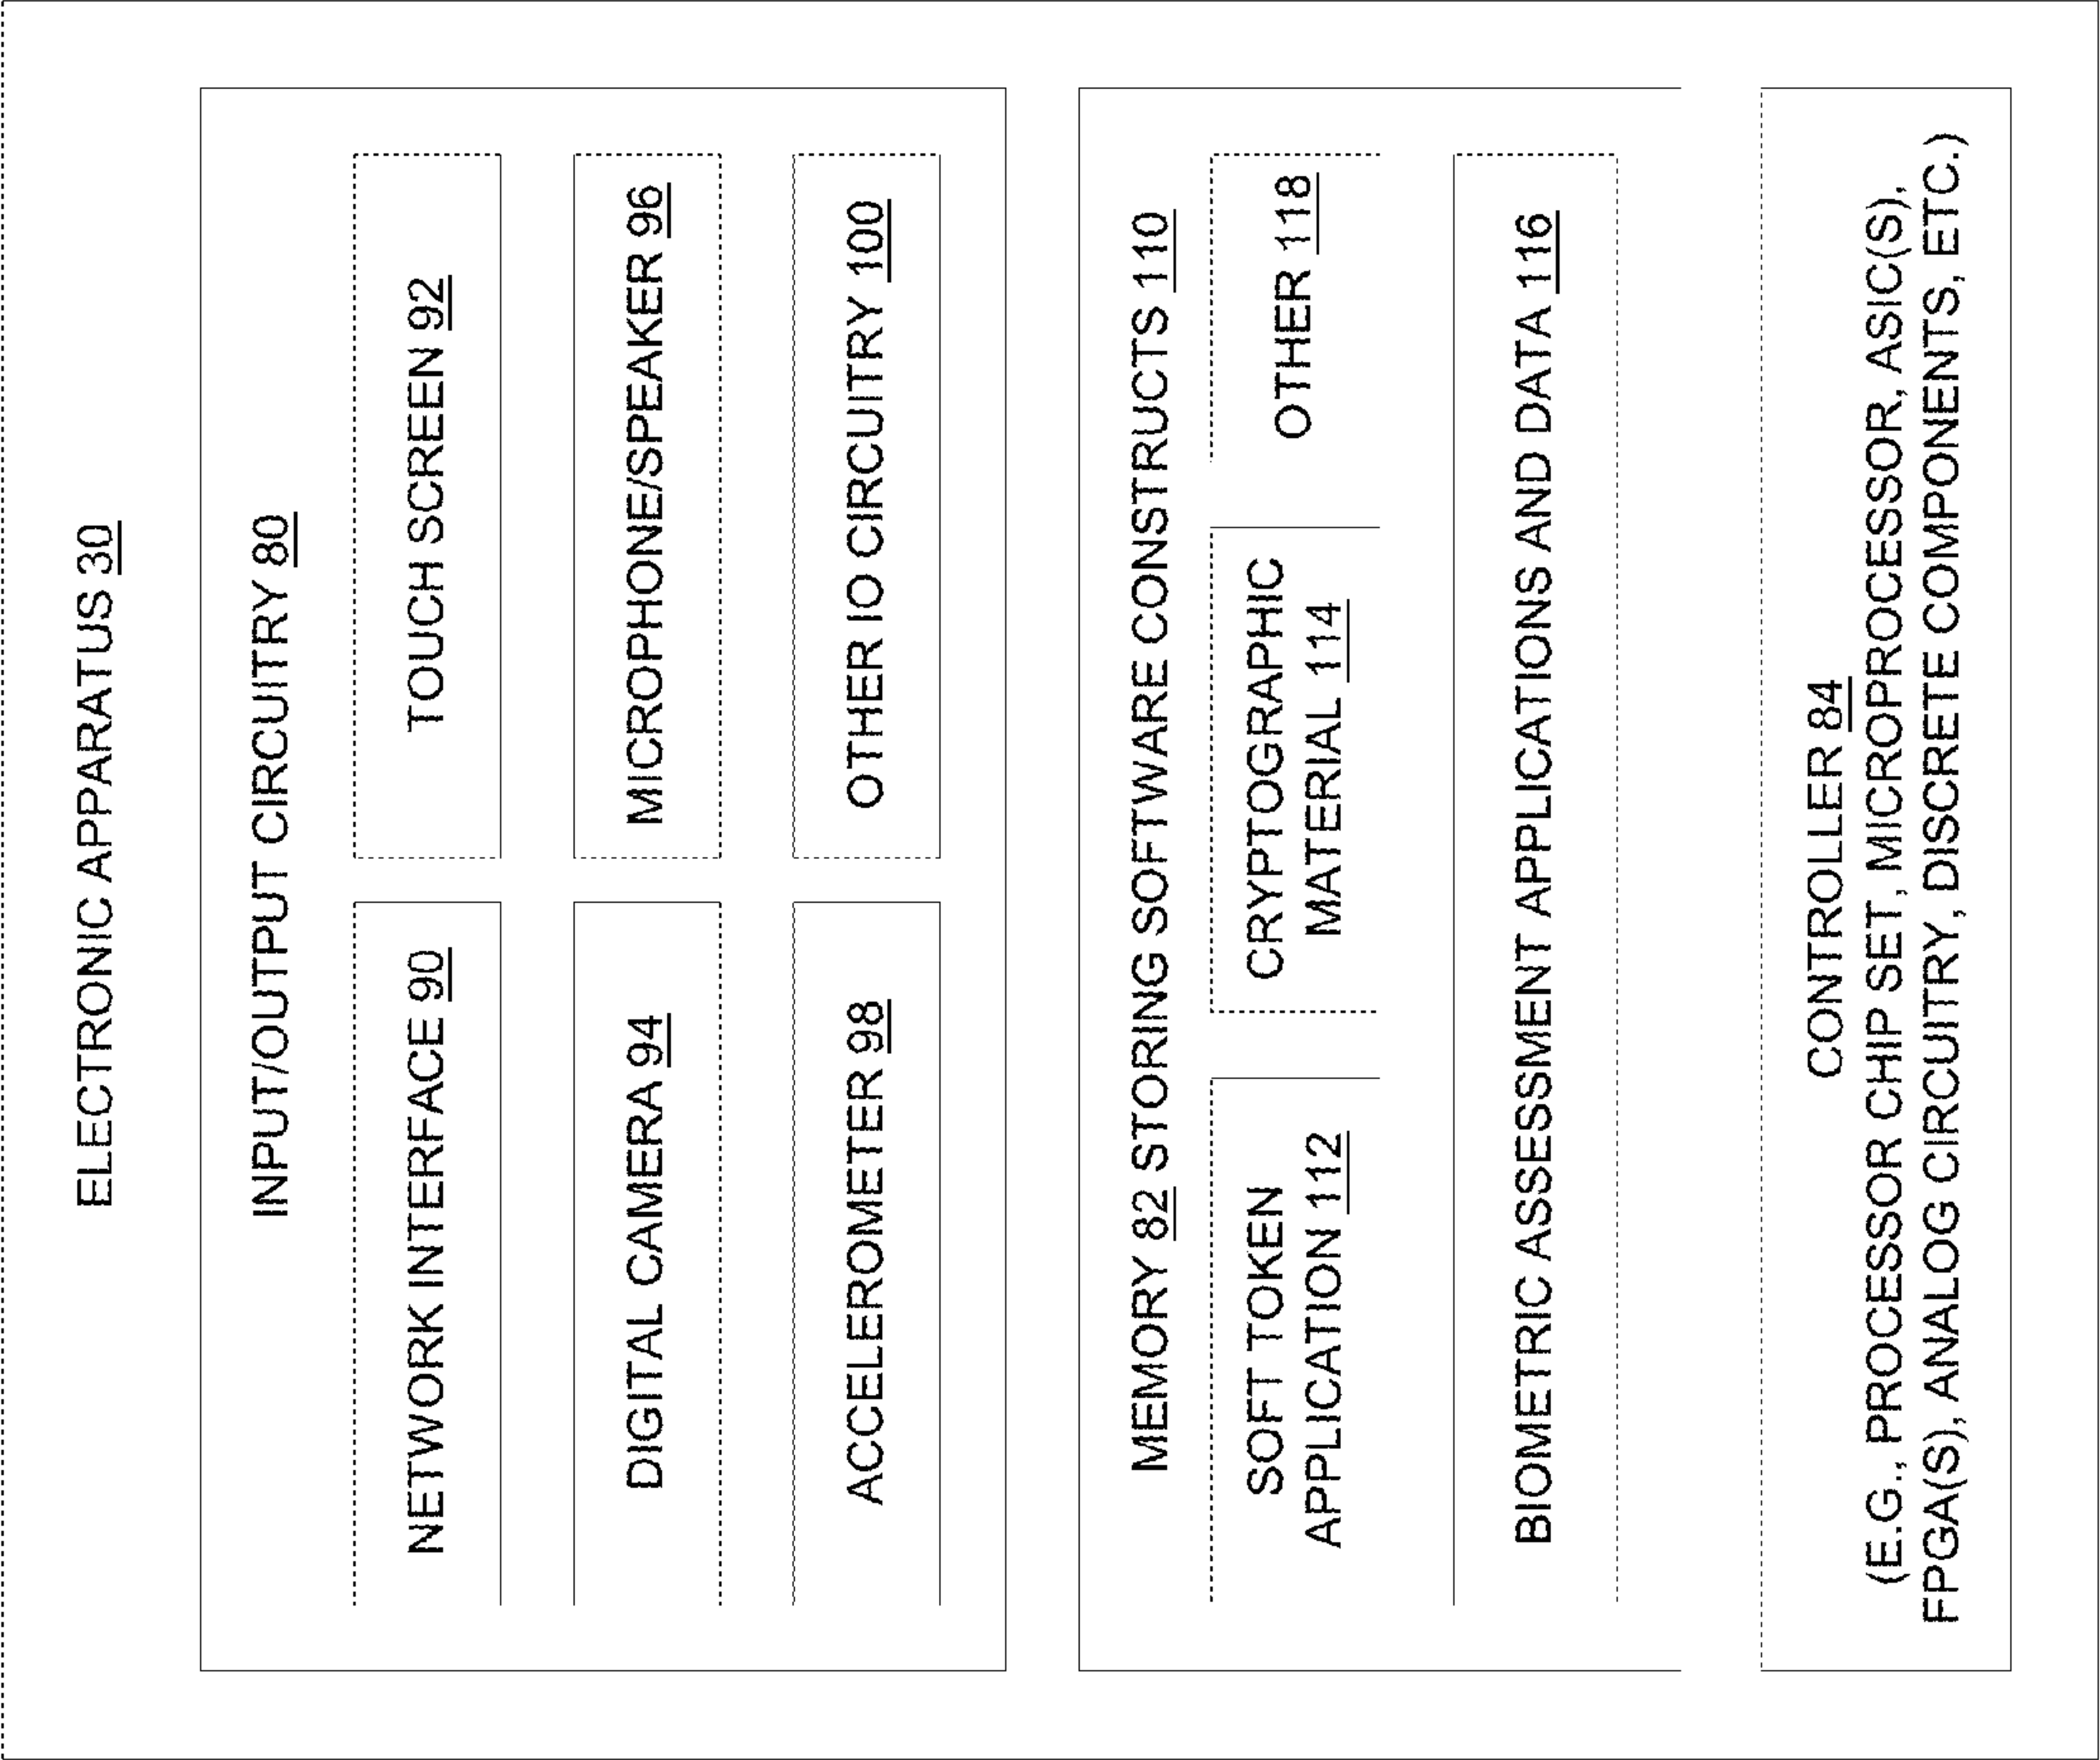 ELECTRONIC APPARATUS 30
INPUT/OUTPUT CIRCUITRY 80
NETWORK INTERFACE 90
TOUCH SCREEN 92
DIGITAL CAMERA 94
MICROPHONE/SPEAKER 96
ACCELEROMETER 98
OTHER IO CIRCUITRY 100
MEMORY 82 STORING SOFTWARE CONSTRUCTS 110
SOFT TOKEN
APPLICATION 112
CRYPTOGRAPHIC
MATERIAL 114
OTHER 118
BIOMETRIC ASSESSMENT APPLICATIONS AND DATA 116
CONTROLLER 84
(E.G., PROCESSOR CHIP SET, MICROPROCESSOR, ASIC(S),
FPGA(S), ANALOG CIRCUITRY, DISCRETE COMPONENTS, ETC.)